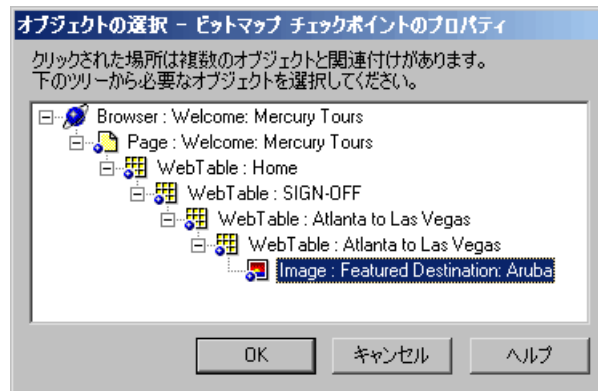 オブジェクトの選択 - ビットマップ チェックポイントのプロパティ
クリックされた場所は複数のオブジェクトと関連付けがあります。
下のツリーから必要なオブジェクトを選択してください。
Browser : Welcome: Mercury Tours
Page : Welcome: Mercury Tours
WebTable : Home
WebTable : SIGN-OFF
WebTable : Atlanta to Las Vegas
WebTable : Atlanta to Las Vegas
Image : Featured Destination: Aruba
OK キャンセル ヘルプ